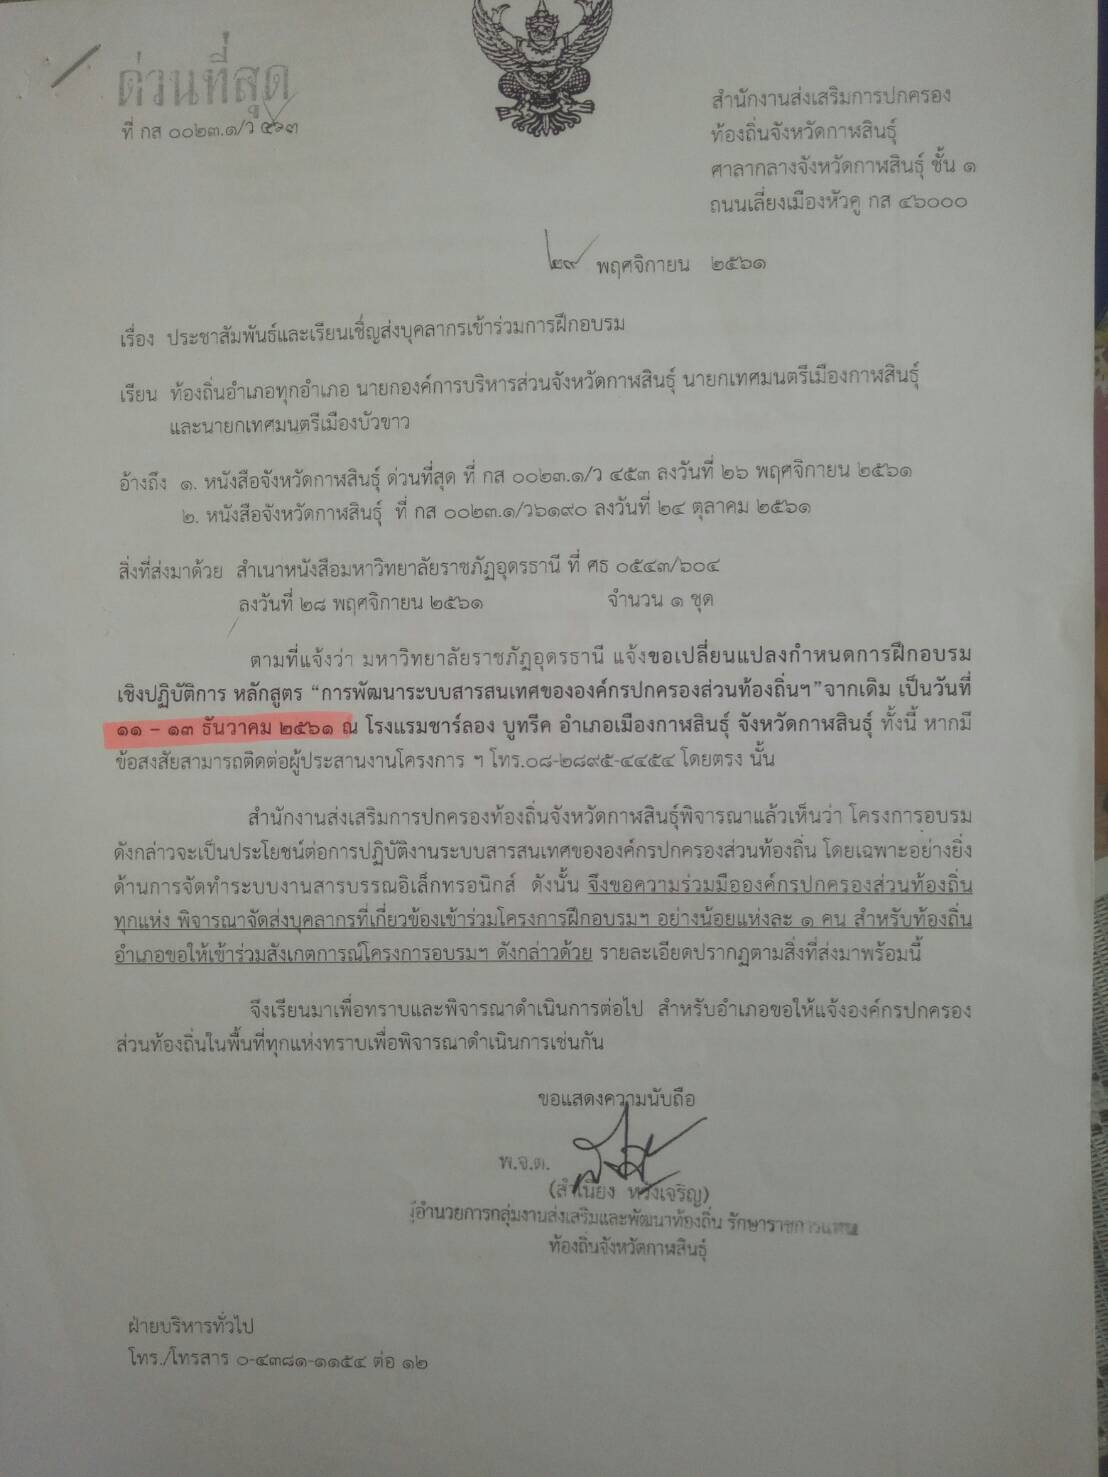 ด่วนที่สุด
ที่ กส ๐๐๒๓.๑/ว
สำนักงานส่งเสริมการปกครอง
ท้องถิ่นจังหวัดกาฬสินธุ์
ศาลากลางจังหวัดกาฬสินธุ์ ชั้น ๑
ถนนเลี่ยงเมืองหัวคู กส ๔๖๐๐๐
๒๙ พฤศจิกายน ๒๕๖๑
เรื่อง ประชาสัมพันธ์และเรียนเชิญส่งบุคลากรเข้าร่วมการฝึกอบรม
เรียน ท้องถิ่นอำเภอทุกอำเภอ นายกองค์การบริหารส่วนจังหวัดกาฬสินธุ์ นายกเทศมนตรีเมืองกาฬสินธุ์
และนายกเทศมนตรีเมืองบัวขาว
อ้างถึง ๑. หนังสือจังหวัดกาฬสินธุ์ ด่วนที่สุด ที่ กส ๐๐๒๓.๑/ว ๔๕๓ ลงวันที่ ๒๖ พฤศจิกายน ๒๕๖๑
๒. หนังสือจังหวัดกาฬสินธุ์ ที่ กส ๐๐๒๓.๑/ว๖๑๙๐ ลงวันที่ ๒๔ ตุลาคม ๒๕๖๑
สิ่งที่ส่งมาด้วย สำเนาหนังสือมหาวิทยาลัยราชภัฏอุดรธานี ที่ ศธ ๐๕๔๓/๖๐๔
ลงวันที่ ๒๘ พฤศจิกายน ๒๕๖๑ จำนวน ๑ ชุด
ตามที่แจ้งว่า มหาวิทยาลัยราชภัฏอุดรธานี แจ้งขอเปลี่ยนแปลงกำหนดการฝึกอบรม
เชิงปฏิบัติการ หลักสูตร “การพัฒนาระบบสารสนเทศขององค์กรปกครองส่วนท้องถิ่นฯ”จากเดิม เป็นวันที่
๑๑ – ๑๓ ธันวาคม ๒๕๖๑ ณ โรงแรมชาร์ลอง บูทรีค อำเภอเมืองกาฬสินธุ์ จังหวัดกาฬสินธุ์ ทั้งนี้ หากมี
ข้อสงสัยสามารถติดต่อผู้ประสานงานโครงการ ฯ โทร.๐๘-๒๘๙๕-๔๔๕๔ โดยตรง นั้น
สำนักงานส่งเสริมการปกครองท้องถิ่นจังหวัดกาฬสินธุ์พิจารณาแล้วเห็นว่า โครงการอบรม
ดังกล่าวจะเป็นประโยชน์ต่อการปฏิบัติงานระบบสารสนเทศขององค์กรปกครองส่วนท้องถิ่น โดยเฉพาะอย่างยิ่ง
ด้านการจัดทำระบบงานสารบรรณอิเล็กทรอนิกส์ ดังนั้น จึงขอความร่วมมือองค์กรปกครองส่วนท้องถิ่น
ทุกแห่ง พิจารณาจัดส่งบุคลากรที่เกี่ยวข้องเข้าร่วมโครงการฝึกอบรมฯ อย่างน้อยแห่งละ ๑ คน สำหรับท้องถิ่น
อำเภอขอให้เข้าร่วมสังเกตการณ์โครงการอบรมฯ ดังกล่าวด้วย รายละเอียดปรากฏตามสิ่งที่ส่งมาพร้อมนี้
จึงเรียนมาเพื่อทราบและพิจารณาดำเนินการต่อไป สำหรับอำเภอขอให้แจ้งองค์กรปกครอง
ส่วนท้องถิ่นในพื้นที่ทุกแห่งทราบเพื่อพิจารณาดำเนินการเช่นกัน
ขอแสดงความนับถือ
พ.จ.ต.
(สำเนียง หวังเจริญ)
ผู้อำนวยการกลุ่มงานส่งเสริมและพัฒนาท้องถิ่น รักษาราชการแทน
ท้องถิ่นจังหวัดกาฬสินธุ์
ฝ่ายบริหารทั่วไป
โทร./โทรสาร ๐-๔๓๘๑-๑๑๕๔ ต่อ ๑๒